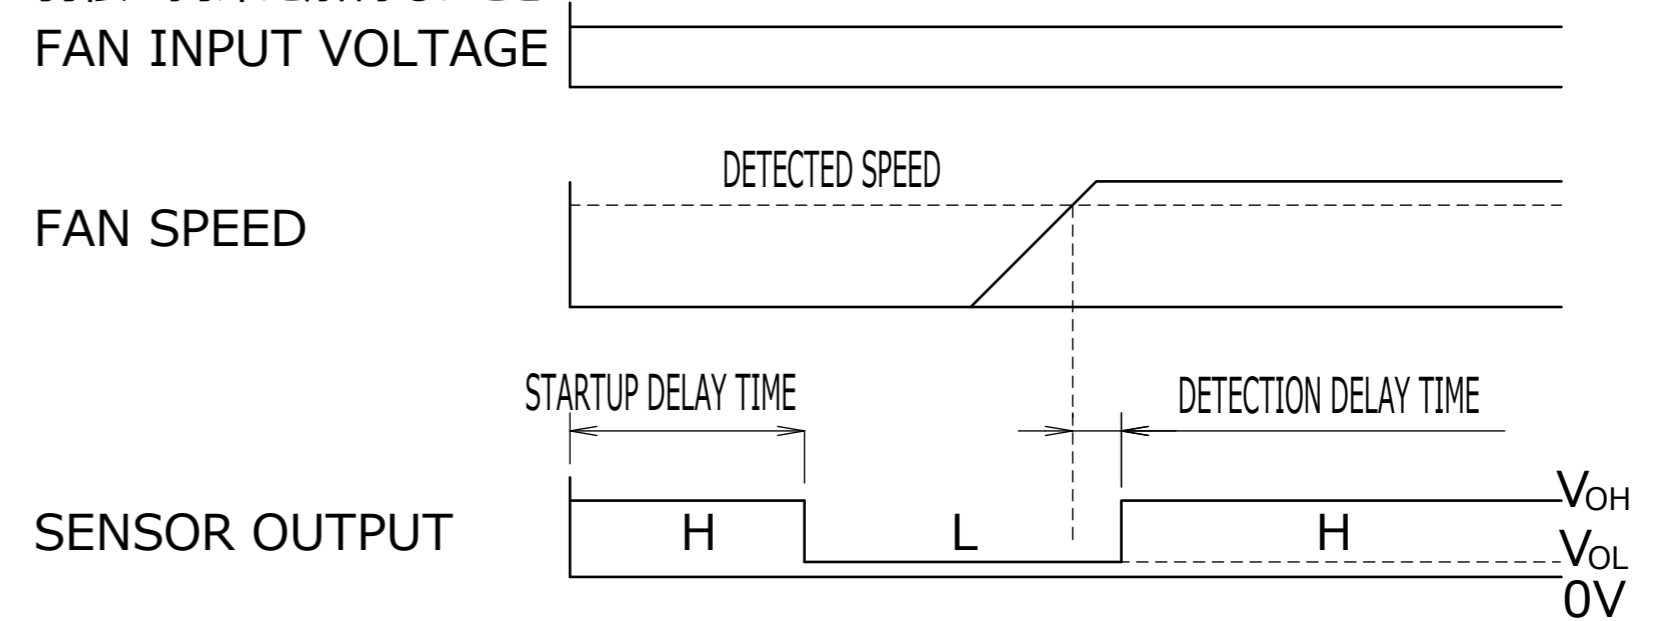 FAN INPUT VOLTAGE
DETECTED SPEED
FAN SPEED
STARTUP DELAY TIME
DETECTION DELAY TIME
SENSOR OUTPUT
H
L
H
VOH
VOL
0V